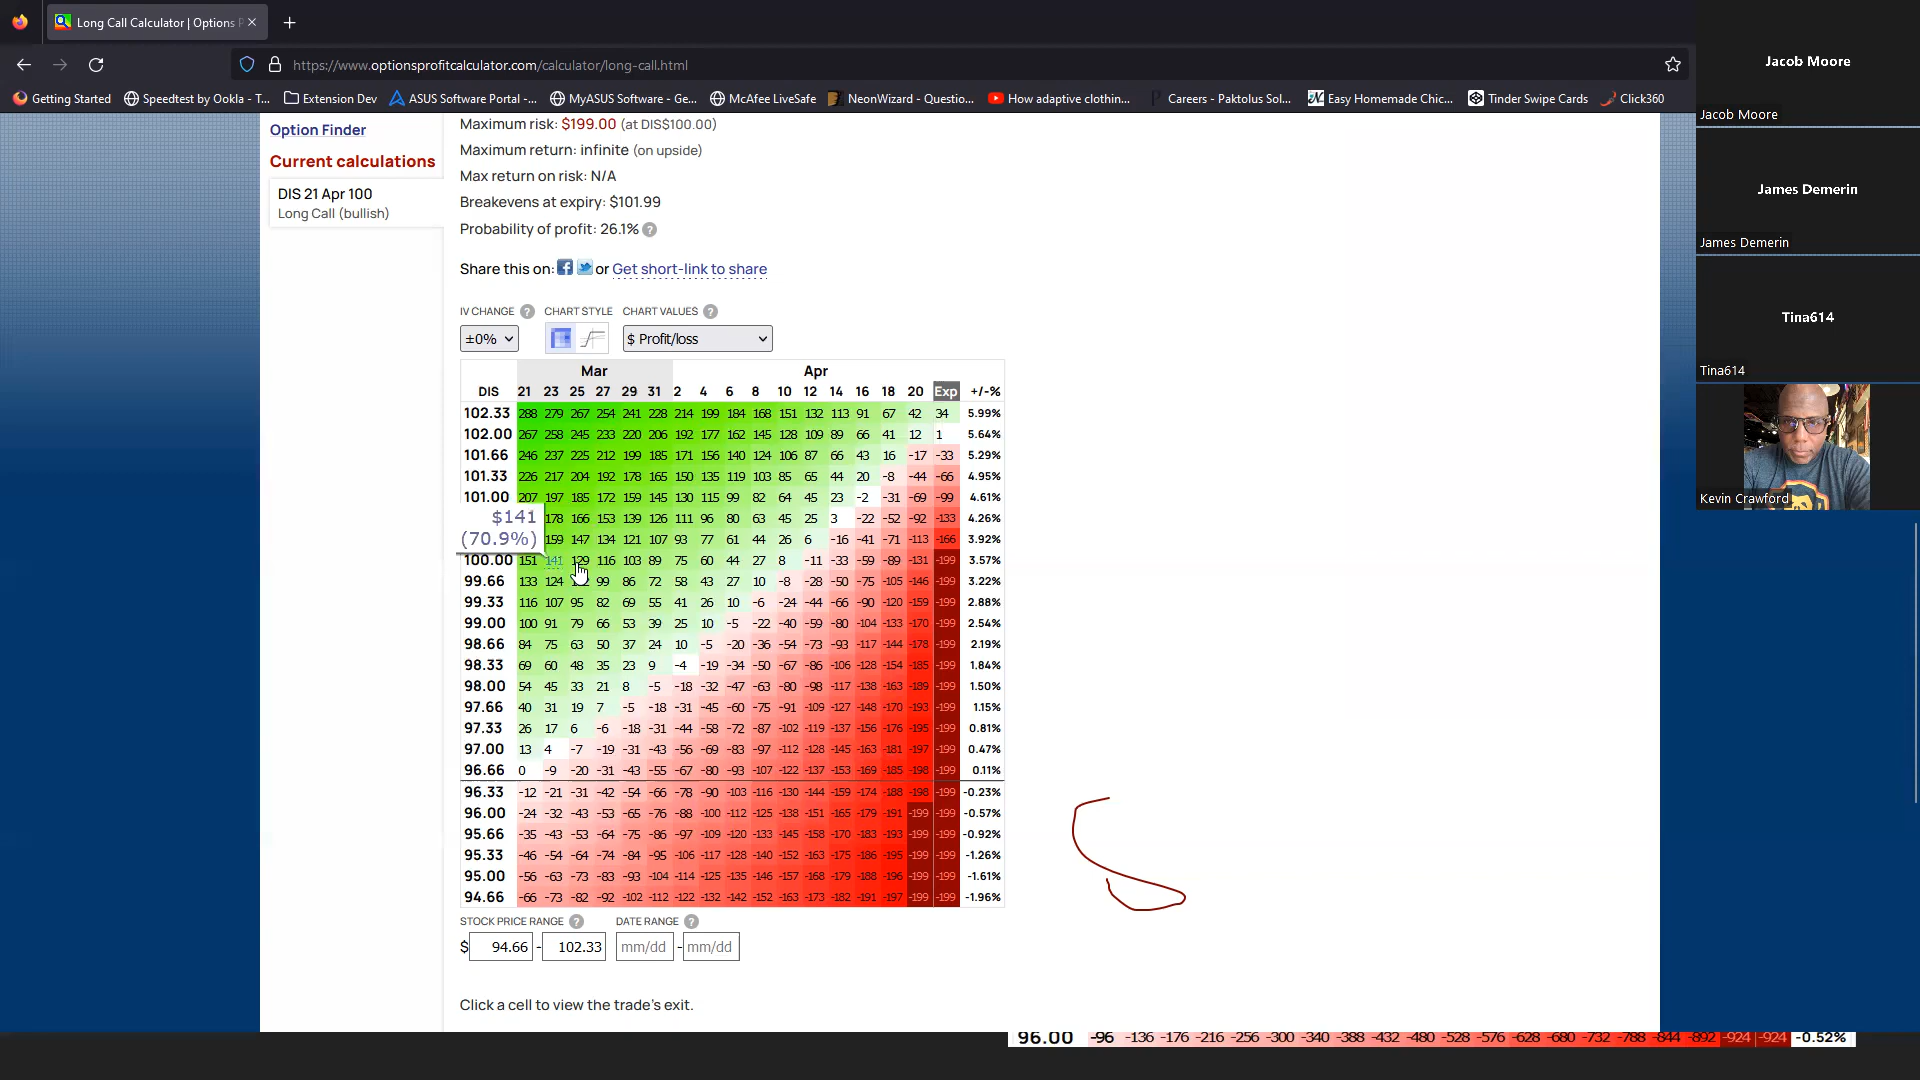 Long Call Calculator | Options P
https://www.optionsprofitcalculator.com/calculator/long-call.html
Getting Started Speedtest by Ookla - T... Extension Dev ASUS Software Portal -... MyASUS Software - Ge... McAfee LiveSafe NeonWizard - Questio... How adaptive clothin... Careers - Paktolus Sol... Easy Homemade Chic... Tinder Swipe Cards Click360
Option Finder
Current calculations
DIS 21 Apr 100
Long Call (bullish)
Maximum risk: $199.00 (at DIS$100.00)
Maximum return: infinite (on upside)
Max return on risk: N/A
Breakevens at expiry: $101.99
Probability of profit: 26.1% ?
Share this on: or Get short-link to share
IV CHANGE ? CHART STYLE CHART VALUES ?
±0% $ Profit/loss
Mar Apr
DIS 21 23 25 27 29 31 2 4 6 8 10 12 14 16 18 20 Exp +/-%
102.33 288 279 267 254 241 228 214 199 184 168 151 132 113 91 67 42 34 5.99%
102.00 267 258 245 233 220 206 192 177 162 145 128 109 89 66 41 12 1 5.64%
101.66 246 237 225 212 199 185 171 156 140 124 106 87 66 43 16 -17 -33 5.29%
101.33 226 217 204 192 178 165 150 135 119 103 85 65 44 20 -8 -44 -66 4.95%
101.00 207 197 185 172 159 145 130 115 99 82 64 45 23 -2 -31 -69 -99 4.61%
$141
(70.9%)
178 166 153 139 126 111 96 80 63 45 25 3 -22 -52 -92 -133 4.26%
159 147 134 121 107 93 77 61 44 26 6 -16 -41 -71 -113 -166 3.92%
100.00 151 141 129 116 103 89 75 60 44 27 8 -11 -33 -59 -89 -131 -199 3.57%
99.66 133 124 99 86 72 58 43 27 10 -8 -28 -50 -75 -105 -146 -199 3.22%
99.33 116 107 95 82 69 55 41 26 10 -6 -24 -44 -66 -90 -120 -159 -199 2.88%
99.00 100 91 79 66 53 39 25 10 -5 -22 -40 -59 -80 -104 -133 -170 -199 2.54%
98.66 84 75 63 50 37 24 10 -5 -20 -36 -54 -73 -93 -117 -144 -178 -199 2.19%
98.33 69 60 48 35 23 9 -4 -19 -34 -50 -67 -86 -106 -128 -154 -185 -199 1.84%
98.00 54 45 33 21 8 -5 -18 -32 -47 -63 -80 -98 -117 -138 -163 -189 -199 1.50%
97.66 40 31 19 7 -5 -18 -31 -45 -60 -75 -91 -109 -127 -148 -170 -193 -199 1.15%
97.33 26 17 6 -6 -18 -31 -44 -58 -72 -87 -102 -119 -137 -156 -176 -195 -199 0.81%
97.00 13 4 -7 -19 -31 -43 -56 -69 -83 -97 -112 -128 -145 -163 -181 -197 -199 0.47%
96.66 0 -9 -20 -31 -43 -55 -67 -80 -93 -107 -122 -137 -153 -169 -185 -198 -199 0.11%
96.33 -12 -21 -31 -42 -54 -66 -78 -90 -103 -116 -130 -144 -159 -174 -188 -198 -199 -0.23%
96.00 -24 -32 -43 -53 -65 -76 -88 -100 -112 -125 -138 -151 -165 -179 -191 -199 -199 -0.57%
95.66 -35 -43 -53 -64 -75 -86 -97 -109 -120 -133 -145 -158 -170 -183 -193 -199 -199 -0.92%
95.33 -46 -54 -64 -74 -84 -95 -106 -117 -128 -140 -152 -163 -175 -186 -195 -199 -199 -1.26%
95.00 -56 -63 -73 -83 -93 -104 -114 -125 -135 -146 -157 -168 -179 -188 -196 -199 -199 -1.61%
94.66 -66 -73 -82 -92 -102 -112 -122 -132 -142 -152 -163 -173 -182 -191 -197 -199 -199 -1.96%
STOCK PRICE RANGE ? DATE RANGE ?
$ 94.66 - 102.33 mm/dd - mm/dd
Click a cell to view the trade's exit.
Jacob Moore
Jacob Moore
James Demerin
James Demerin
Tina614
Tina614
Kevin Crawford
96.00 -96 -136 -176 -216 -256 -300 -340 -388 -432 -480 -528 -576 -628 -680 -732 -788 -844 -892 -924 -924 -0.52%